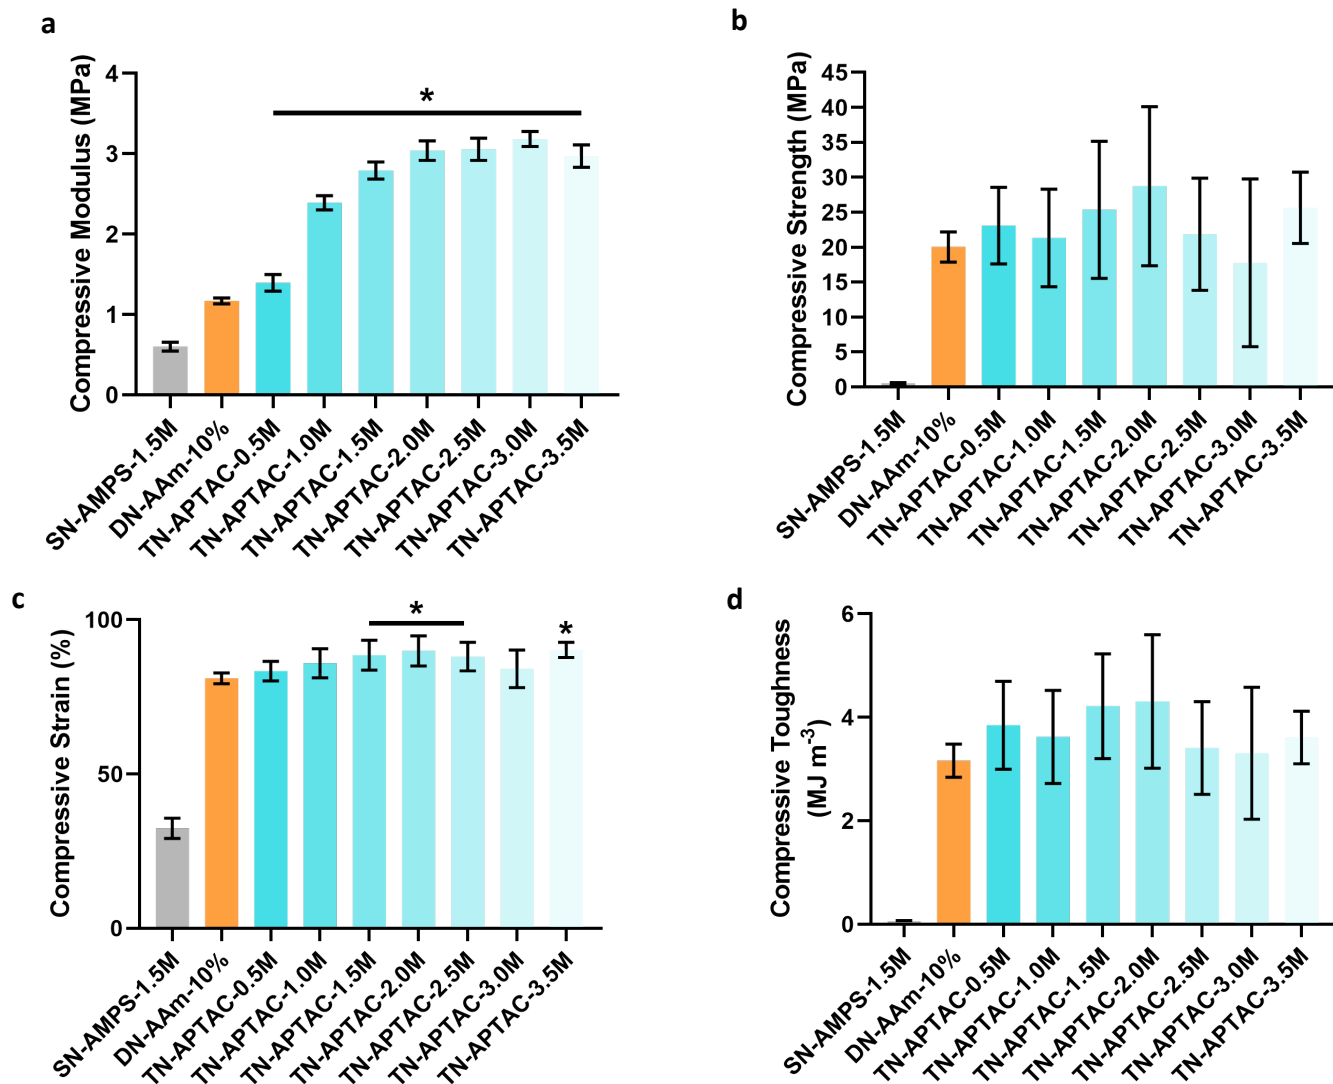 a
Compressive Modulus (MPa)
4
3
2
1
0
*
SN-AMPS-1.5M
DN-AAm-10%
TN-APTAC-0.5M
TN-APTAC-1.0M
TN-APTAC-1.5M
TN-APTAC-2.0M
TN-APTAC-2.5M
TN-APTAC-3.0M
TN-APTAC-3.5M
b
Compressive Strength (MPa)
45
40
35
30
25
20
15
10
5
0
SN-AMPS-1.5M
DN-AAm-10%
TN-APTAC-0.5M
TN-APTAC-1.0M
TN-APTAC-1.5M
TN-APTAC-2.0M
TN-APTAC-2.5M
TN-APTAC-3.0M
TN-APTAC-3.5M
c
Compressive Strain (%)
100
50
0
*
*
SN-AMPS-1.5M
DN-AAm-10%
TN-APTAC-0.5M
TN-APTAC-1.0M
TN-APTAC-1.5M
TN-APTAC-2.0M
TN-APTAC-2.5M
TN-APTAC-3.0M
TN-APTAC-3.5M
d
Compressive Toughness
(MJ m⁻³)
6
4
2
0
SN-AMPS-1.5M
DN-AAm-10%
TN-APTAC-0.5M
TN-APTAC-1.0M
TN-APTAC-1.5M
TN-APTAC-2.0M
TN-APTAC-2.5M
TN-APTAC-3.0M
TN-APTAC-3.5M